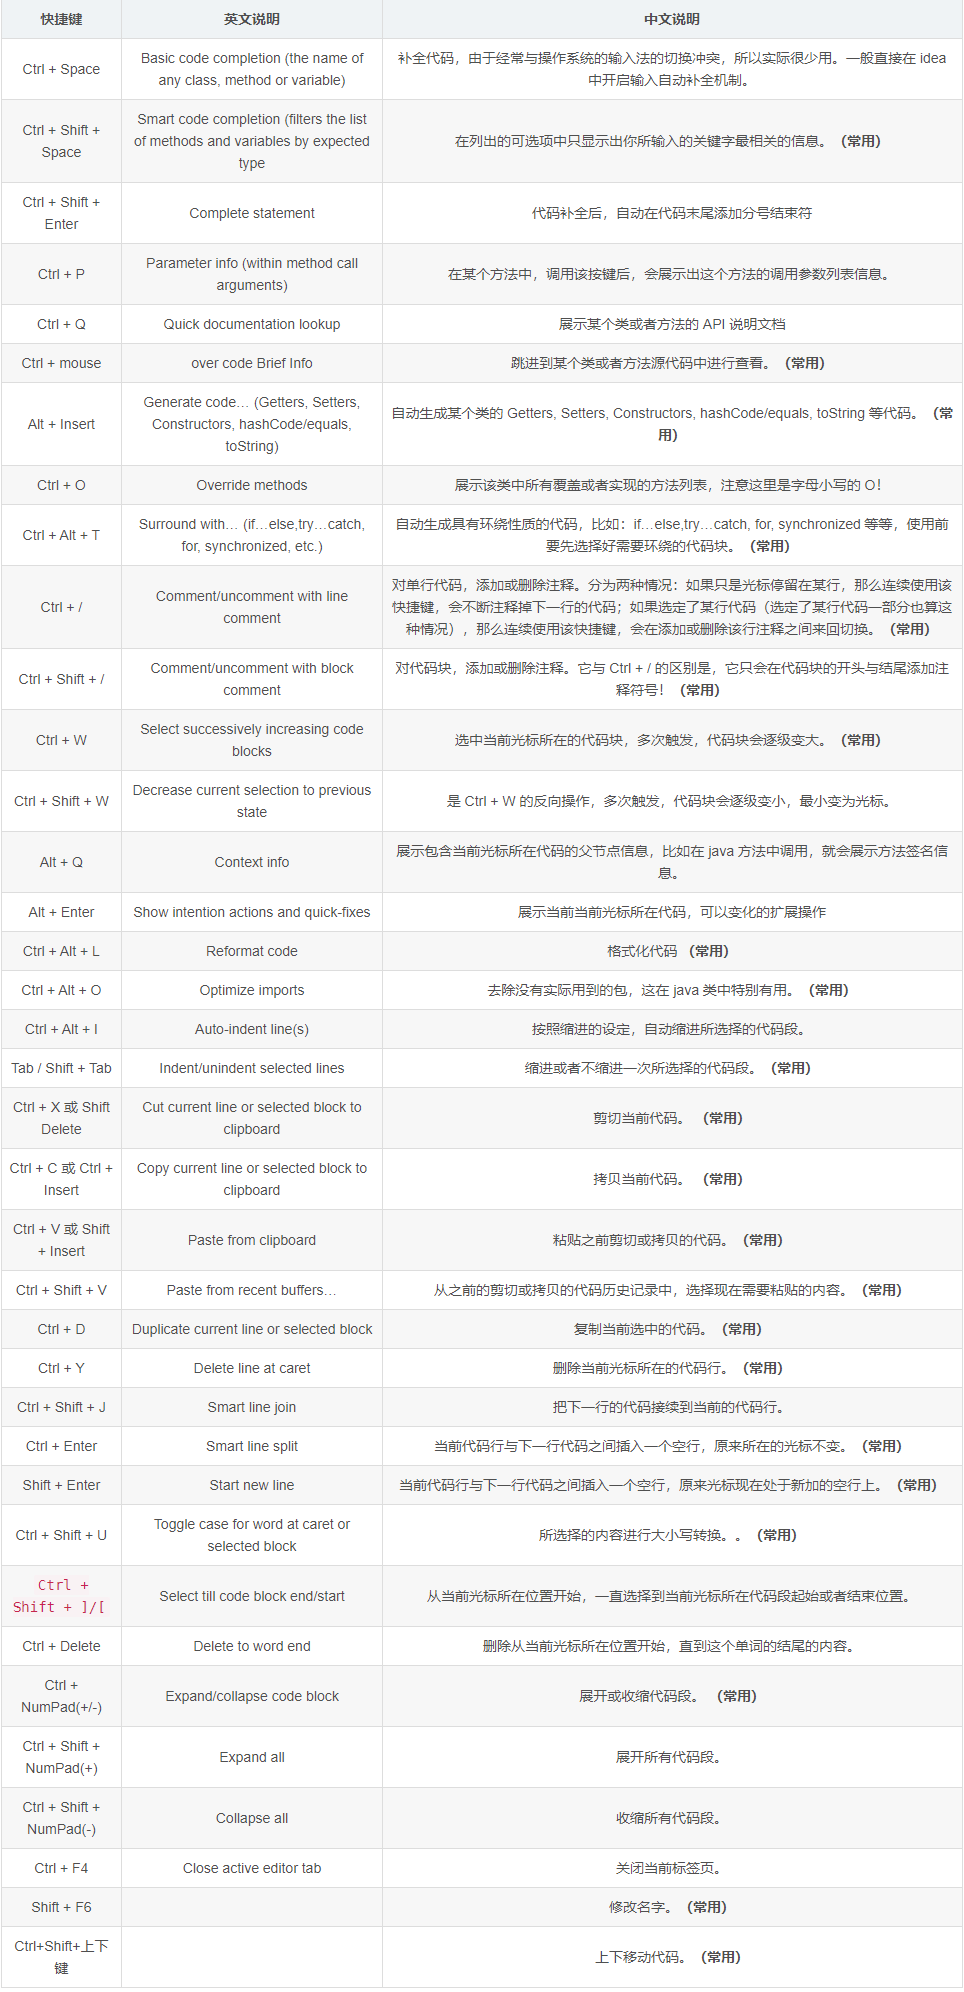 快捷键 英文说明 中文说明
Ctrl + Space
Basic code completion (the name of
any class, method or variable)
补全代码，由于经常与操作系统的输入法的切换冲突，所以实际很少用。一般直接在 idea
中开启输入自动补全机制。
Ctrl + Shift +
Space
Smart code completion (filters the list
of methods and variables by expected
type
在列出的可选项中只显示出你所输入的关键字最相关的信息。（常用）
Ctrl + Shift +
Enter
Complete statement
代码补全后，自动在代码末尾添加分号结束符
Ctrl + P
Parameter info (within method call
arguments)
在某个方法中，调用该按键后，会展示出这个方法的调用参数列表信息。
Ctrl + Q
Quick documentation lookup
展示某个类或者方法的 API 说明文档
Ctrl + mouse
over code Brief Info
跳进到某个类或者方法源代码中进行查看。（常用）
Alt + Insert
Generate code… (Getters, Setters,
Constructors, hashCode/equals,
toString)
自动生成某个类的 Getters, Setters, Constructors, hashCode/equals, toString 等代码。（常
用）
Ctrl + O
Override methods
展示该类中所有覆盖或者实现的方法列表，注意这里是字母小写的 O！
Ctrl + Alt + T
Surround with… (if…else,try…catch,
for, synchronized, etc.)
自动生成具有环绕性质的代码，比如：if…else,try…catch, for, synchronized 等等，使用前
要先选择好需要环绕的代码块。（常用）
Ctrl + /
Comment/uncomment with line
comment
对单行代码，添加或删除注释。分为两种情况：如果只是光标停留在某行，那么连续使用该
快捷键，会不断注释掉下一行的代码；如果选定了某行代码（选定了某行代码一部分也算这
种情况），那么连续使用该快捷键，会在添加或删除该行注释之间来回切换。（常用）
Ctrl + Shift + /
Comment/uncomment with block
comment
对代码块，添加或删除注释。它与 Ctrl + / 的区别是，它只会在代码块的开头与结尾添加注
释符号！（常用）
Ctrl + W
Select successively increasing code
blocks
选中当前光标所在的代码块，多次触发，代码块会逐级变大。（常用）
Ctrl + Shift + W
Decrease current selection to previous
state
是 Ctrl + W 的反向操作，多次触发，代码块会逐级变小，最小变为光标。
Alt + Q
Context info
展示包含当前光标所在代码的父节点信息，比如在 java 方法中调用，就会展示方法签名信
息。
Alt + Enter
Show intention actions and quick-fixes
展示当前当前光标所在代码，可以变化的扩展操作
Ctrl + Alt + L
Reformat code
格式化代码 （常用）
Ctrl + Alt + O
Optimize imports
去除没有实际用到的包，这在 java 类中特别有用。（常用）
Ctrl + Alt + I
Auto-indent line(s)
按照缩进的设定，自动缩进所选择的代码段。
Tab / Shift + Tab
Indent/unindent selected lines
缩进或者不缩进一次所选择的代码段。（常用）
Ctrl + X 或 Shift
Delete
Cut current line or selected block to
clipboard
剪切当前代码。 （常用）
Ctrl + C 或 Ctrl +
Insert
Copy current line or selected block to
clipboard
拷贝当前代码。 （常用）
Ctrl + V 或 Shift
+ Insert
Paste from clipboard
粘贴之前剪切或拷贝的代码。（常用）
Ctrl + Shift + V
Paste from recent buffers…
从之前的剪切或拷贝的代码历史记录中，选择现在需要粘贴的内容。（常用）
Ctrl + D
Duplicate current line or selected block
复制当前选中的代码。（常用）
Ctrl + Y
Delete line at caret
删除当前光标所在的代码行。（常用）
Ctrl + Shift + J
Smart line join
把下一行的代码接续到当前的代码行。
Ctrl + Enter
Smart line split
当前代码行与下一行代码之间插入一个空行，原来所在的光标不变。（常用）
Shift + Enter
Start new line
当前代码行与下一行代码之间插入一个空行，原来光标现在处于新加的空行上。（常用）
Ctrl + Shift + U
Toggle case for word at caret or
selected block
所选择的内容进行大小写转换。。（常用）
Ctrl +
Shift + ]/[
Select till code block end/start
从当前光标所在位置开始，一直选择到当前光标所在代码段起始或者结束位置。
Ctrl + Delete
Delete to word end
删除从当前光标所在位置开始，直到这个单词的结尾的内容。
Ctrl +
NumPad(+/-)
Expand/collapse code block
展开或收缩代码段。 （常用）
Ctrl + Shift +
NumPad(+)
Expand all
展开所有代码段。
Ctrl + Shift +
NumPad(-)
Collapse all
收缩所有代码段。
Ctrl + F4
Close active editor tab
关闭当前标签页。
Shift + F6
修改名字。（常用）
Ctrl+Shift+上下
键
上下移动代码。（常用）